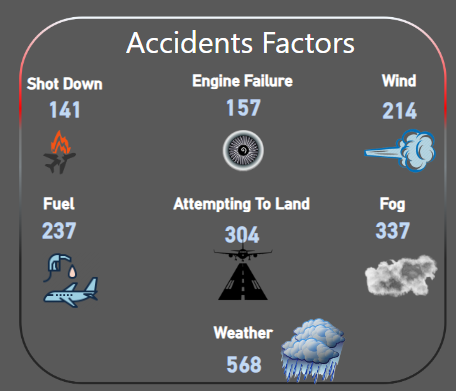 Accidents Factors
Shot Down
141
Engine Failure
157
Wind
214
Fuel
237
Attempting To Land
304
Fog
337
Weather
568